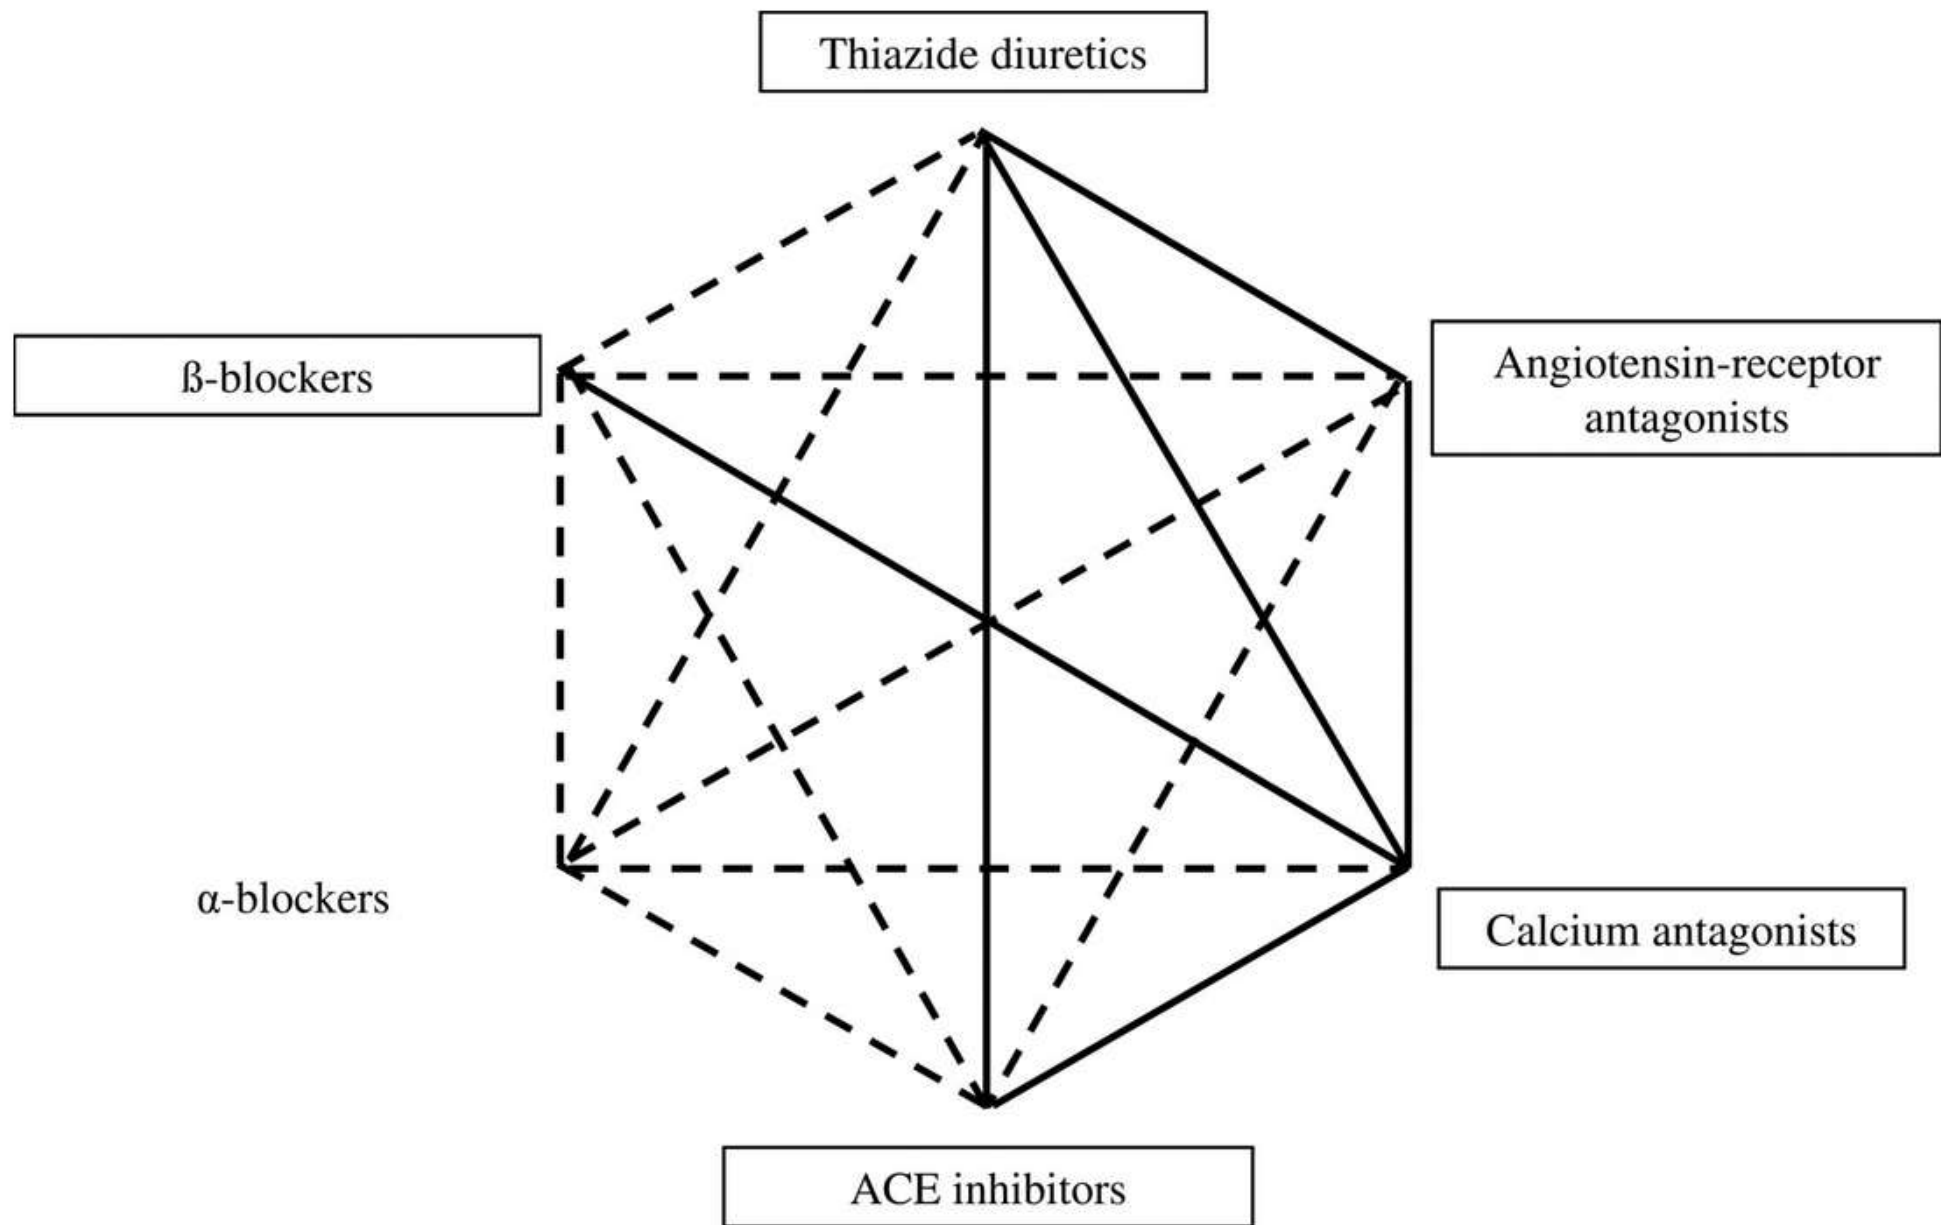 Thiazide diuretics
ß-blockers
Angiotensin-receptor
antagonists
α-blockers
Calcium antagonists
ACE inhibitors